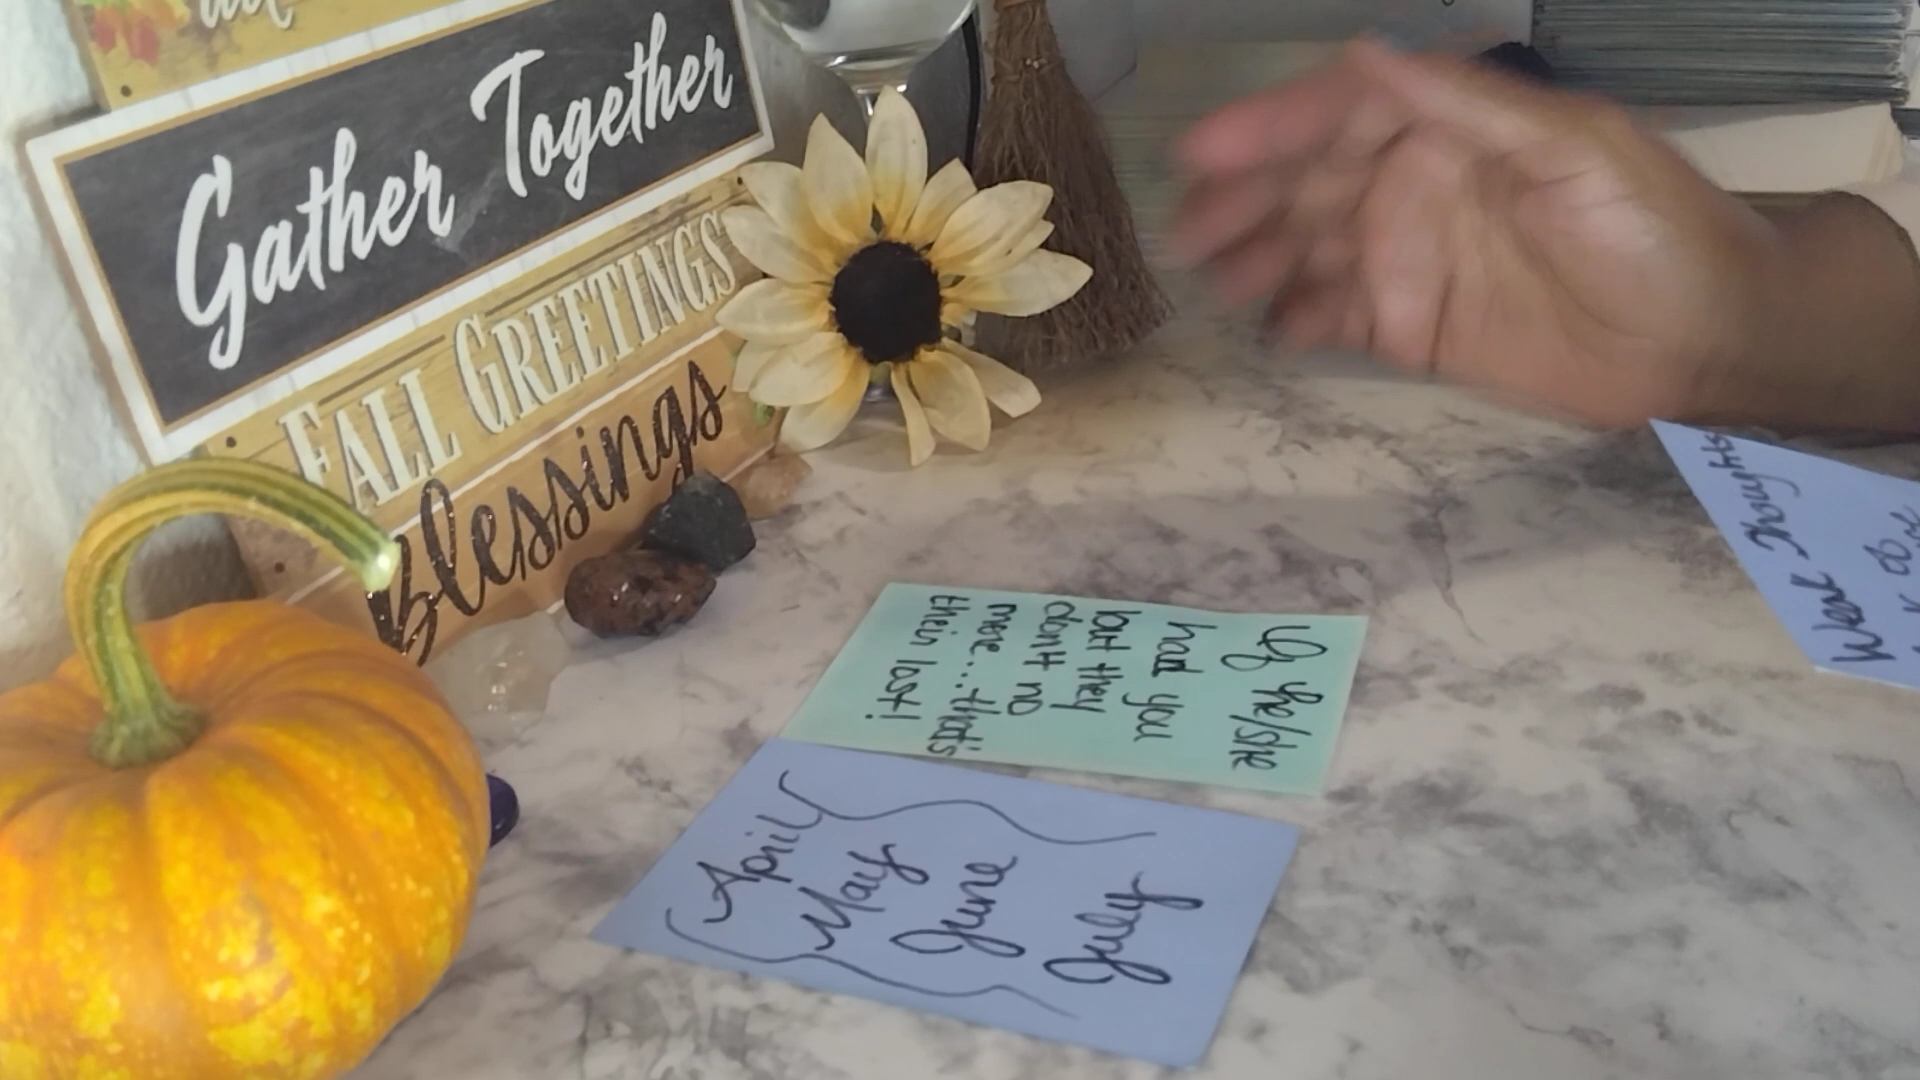 Gather Together
FALL GREETINGS
Blessings
If he/she
had you
but they
don't no
more... that's
their lost!
April
May
June
July
Weak Thoughts